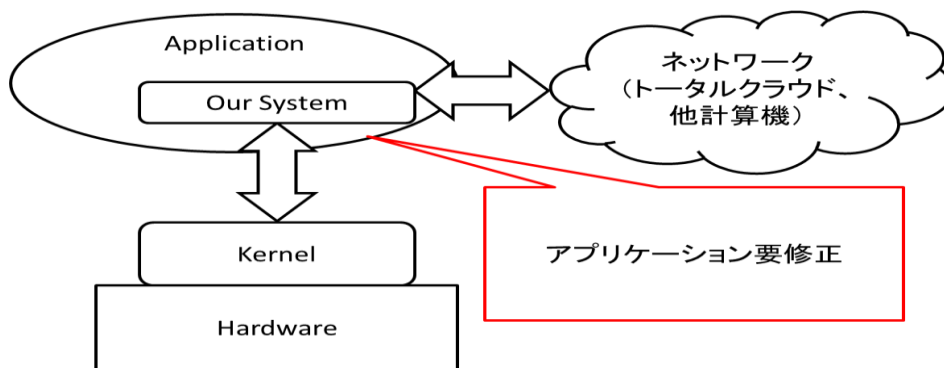 Application
Our System
ネットワーク
（トータルクラウド、
他計算機）
Kernel
アプリケーション要修正
Hardware